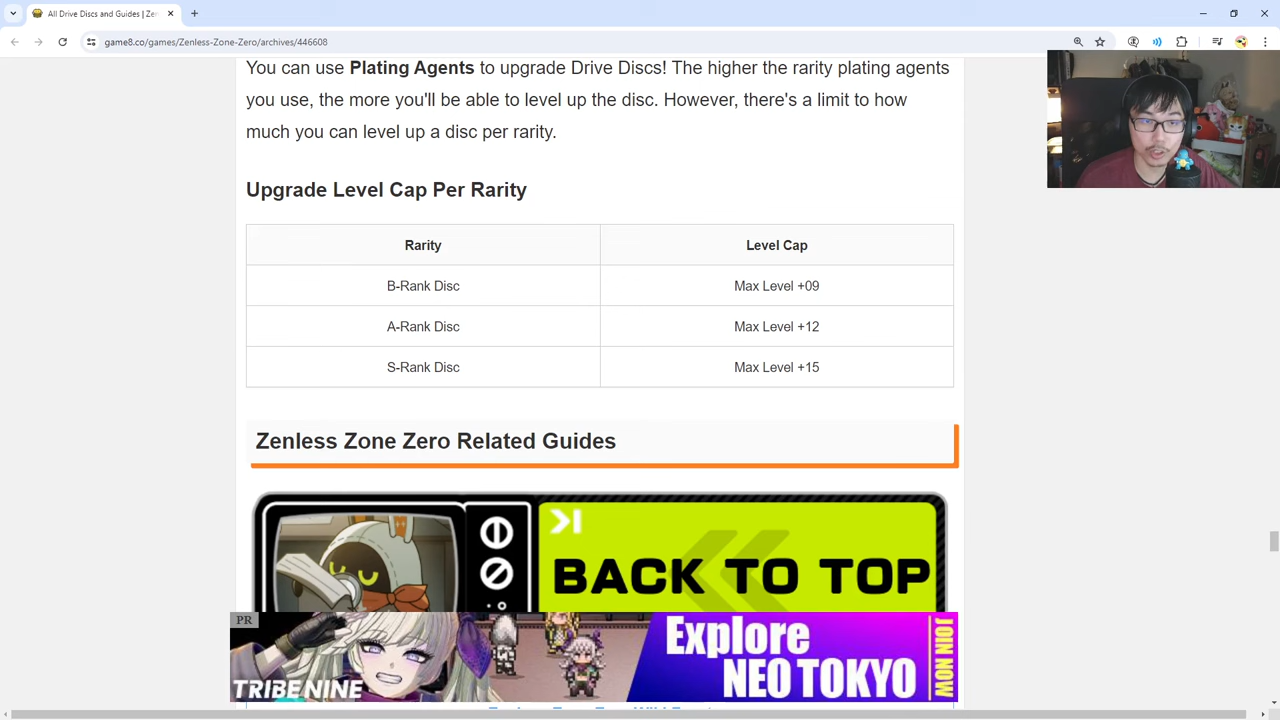 All Drive Discs and Guides | Zen
game8.co/games/Zenless-Zone-Zero/archives/446608
You can use Plating Agents to upgrade Drive Discs! The higher the rarity plating agents
you use, the more you'll be able to level up the disc. However, there's a limit to how
much you can level up a disc per rarity.
Upgrade Level Cap Per Rarity
Rarity Level Cap
B-Rank Disc Max Level +09
A-Rank Disc Max Level +12
S-Rank Disc Max Level +15
Zenless Zone Zero Related Guides
BACK TO TOP
PR
TRIBE NINE
Explore
NEO TOKYO
JOIN NOW